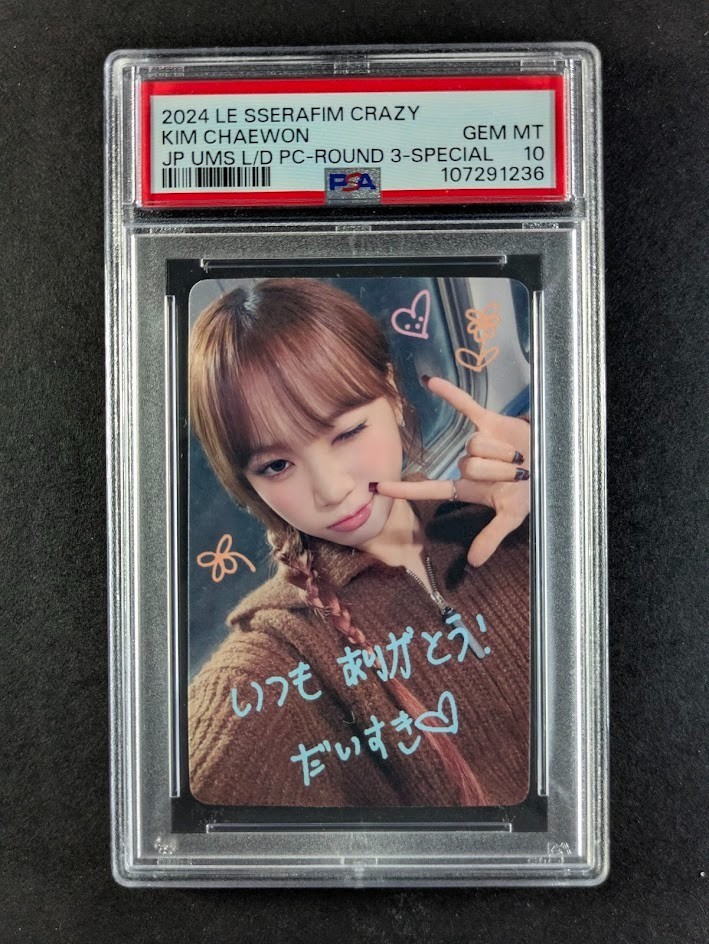 2024 LE SSERAFIM CRAZY
KIM CHAEWON GEM MT
JP UMS L/D PC-ROUND 3-SPECIAL 10
PSA 107291236
いつも ありがとう!
だいすき♡